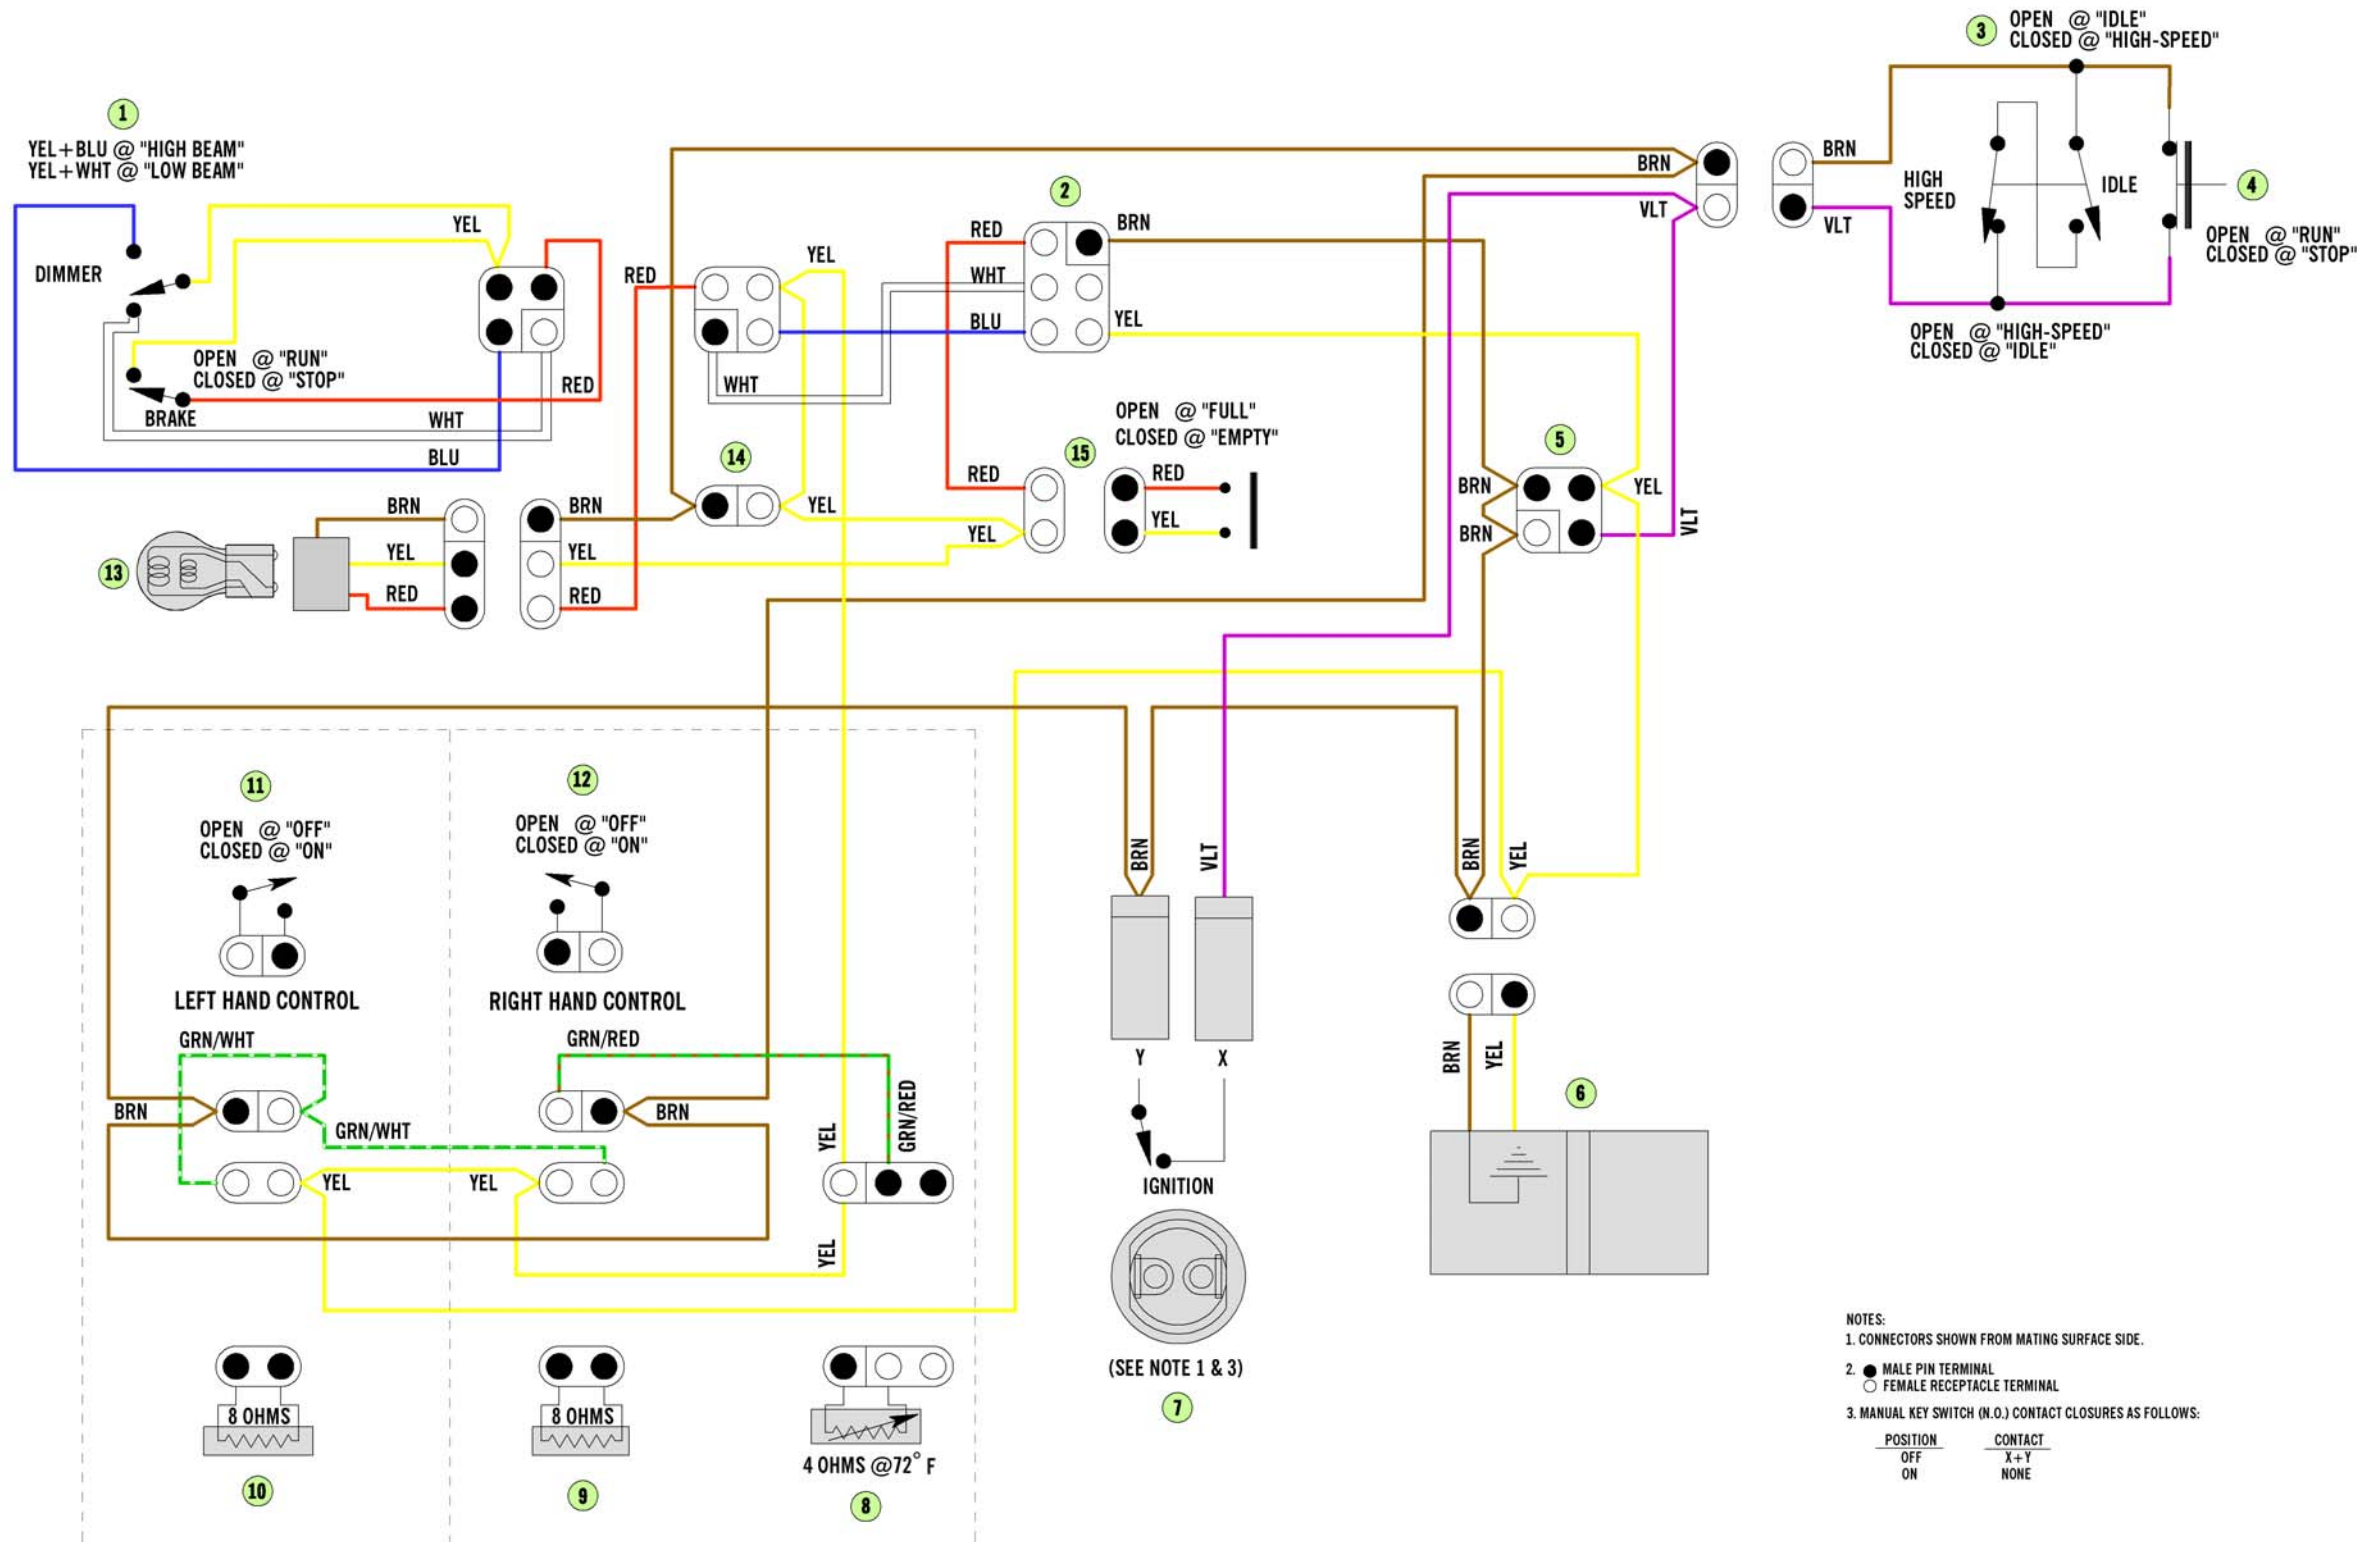 3
OPEN @ "IDLE"
CLOSED @ "HIGH-SPEED"
1
YEL+BLU @ "HIGH BEAM"
YEL+WHT @ "LOW BEAM"
BRN
VLT
BRN
VLT
HIGH
SPEED
IDLE
4
OPEN @ "RUN"
CLOSED @ "STOP"
OPEN @ "HIGH-SPEED"
CLOSED @ "IDLE"
YEL
DIMMER
OPEN @ "RUN"
CLOSED @ "STOP"
BRAKE
RED
WHT
BLU
RED
YEL
WHT
2
RED
BRN
WHT
BLU
YEL
OPEN @ "FULL"
CLOSED @ "EMPTY"
14
15
RED
RED
YEL
YEL
YEL
5
BRN
YEL
BRN
VLT
13
BRN
YEL
RED
BRN
YEL
RED
11
OPEN @ "OFF"
CLOSED @ "ON"
LEFT HAND CONTROL
12
OPEN @ "OFF"
CLOSED @ "ON"
RIGHT HAND CONTROL
GRN/WHT
BRN
GRN/WHT
YEL
GRN/RED
BRN
YEL
YEL
GRN/RED
YEL
BRN
VLT
BRN
YEL
Y
X
IGNITION
(SEE NOTE 1 & 3)
7
BRN
YEL
6
8 OHMS
10
8 OHMS
9
4 OHMS @72° F
8
NOTES:
1. CONNECTORS SHOWN FROM MATING SURFACE SIDE.
2. MALE PIN TERMINAL
FEMALE RECEPTACLE TERMINAL
3. MANUAL KEY SWITCH (N.O.) CONTACT CLOSURES AS FOLLOWS:
POSITION CONTACT
OFF X+Y
ON NONE